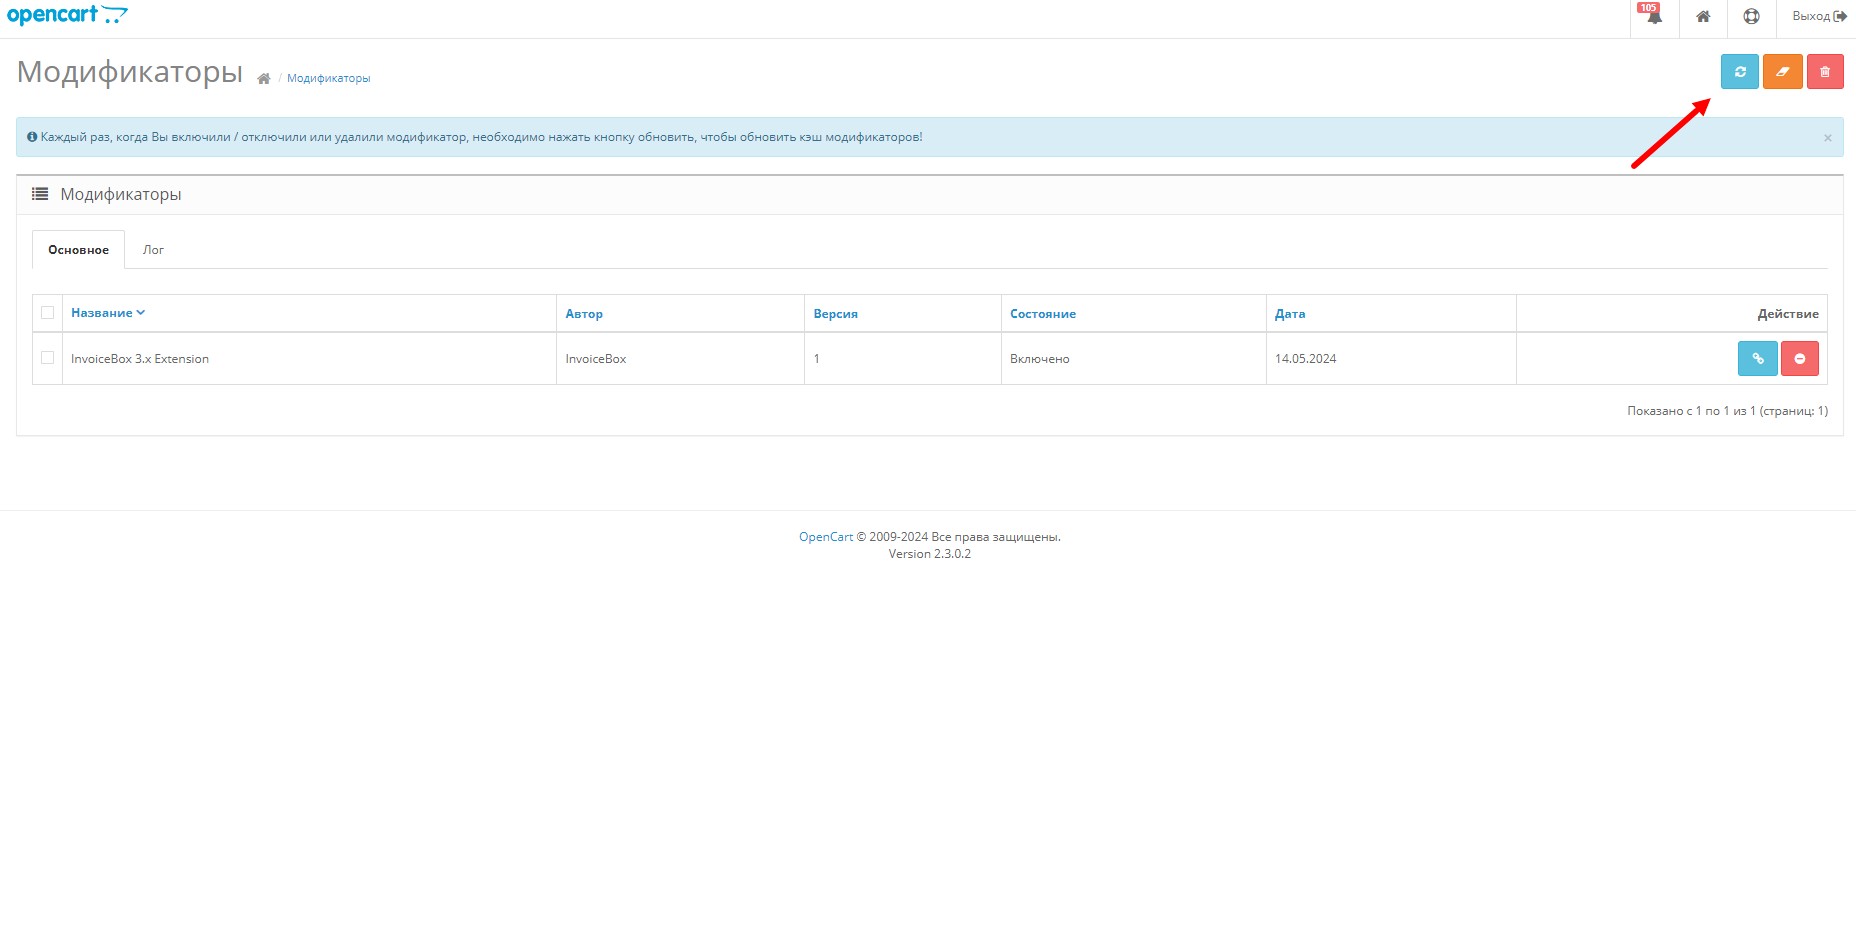 opencart
105
Выход
Модификаторы / Модификаторы
Каждый раз, когда Вы включили / отключили или удалили модификатор, необходимо нажать кнопку обновить, чтобы обновить кэш модификаторов! ×
Модификаторы
Основное Лог
Название Автор Версия Состояние Дата Действие
InvoiceBox 3.x Extension InvoiceBox 1 Включено 14.05.2024
Показано с 1 по 1 из 1 (страниц: 1)
OpenCart © 2009-2024 Все права защищены.
Version 2.3.0.2